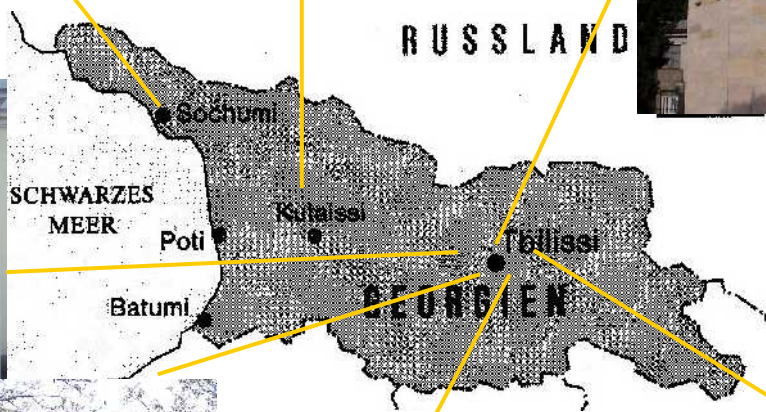 RUSSLAND
Sochumi
SCHWARZES
MEER
Kutaissi
Poti
Tbilissi
Batumi
GEORGIEN